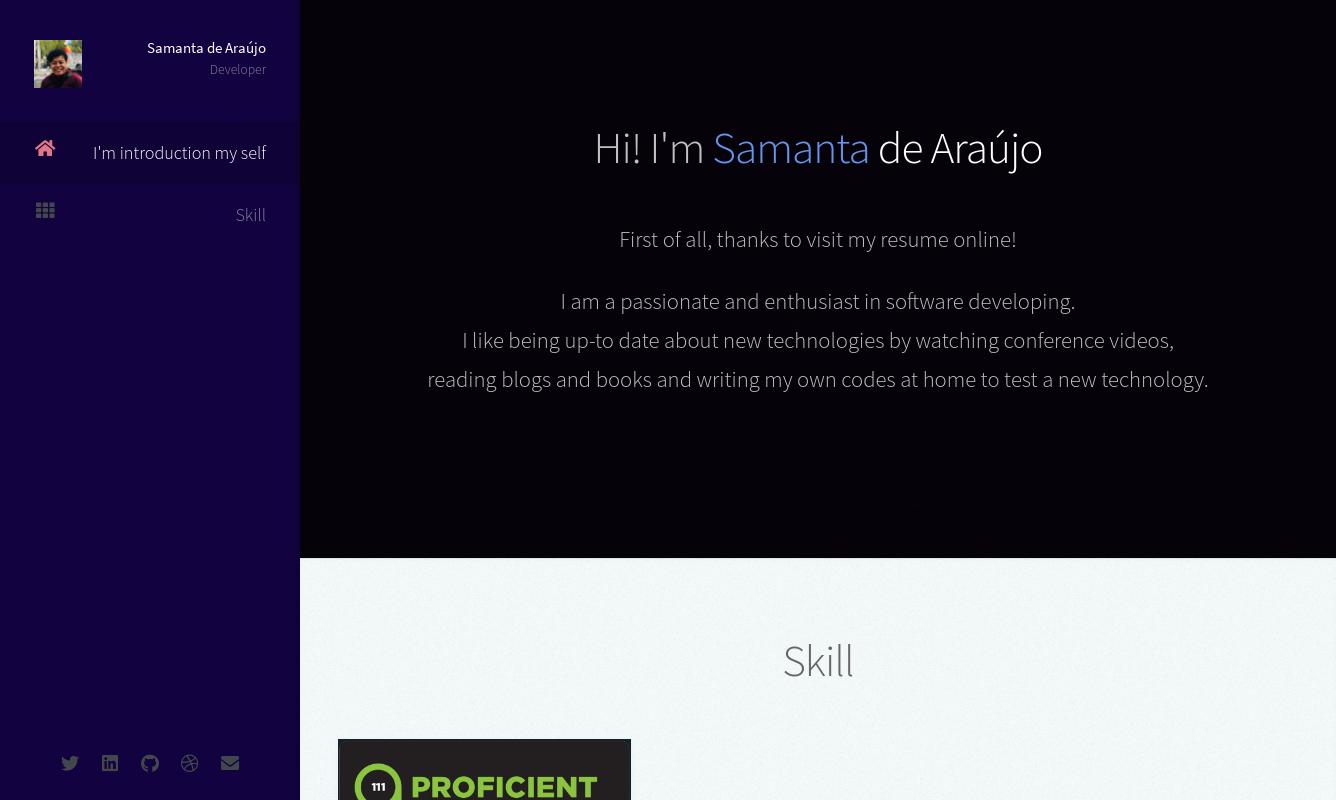 Samanta de Araújo
Developer
I'm introduction my self
Skill
Hi! I'm Samanta de Araújo
First of all, thanks to visit my resume online!
I am a passionate and enthusiast in software developing.
I like being up-to date about new technologies by watching conference videos,
reading blogs and books and writing my own codes at home to test a new technology.
Skill
111 PROFICIENT